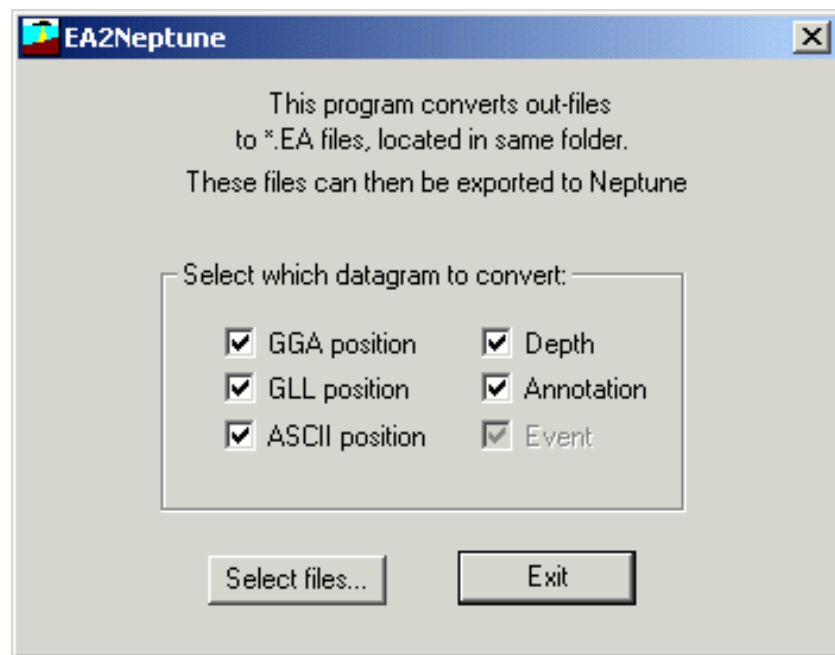 EA2Neptune
This program converts out-files
to *.EA files, located in same folder.
These files can then be exported to Neptune
Select which datagram to convert:
GGA position
Depth
GLL position
Annotation
ASCII position
Event
Select files...
Exit